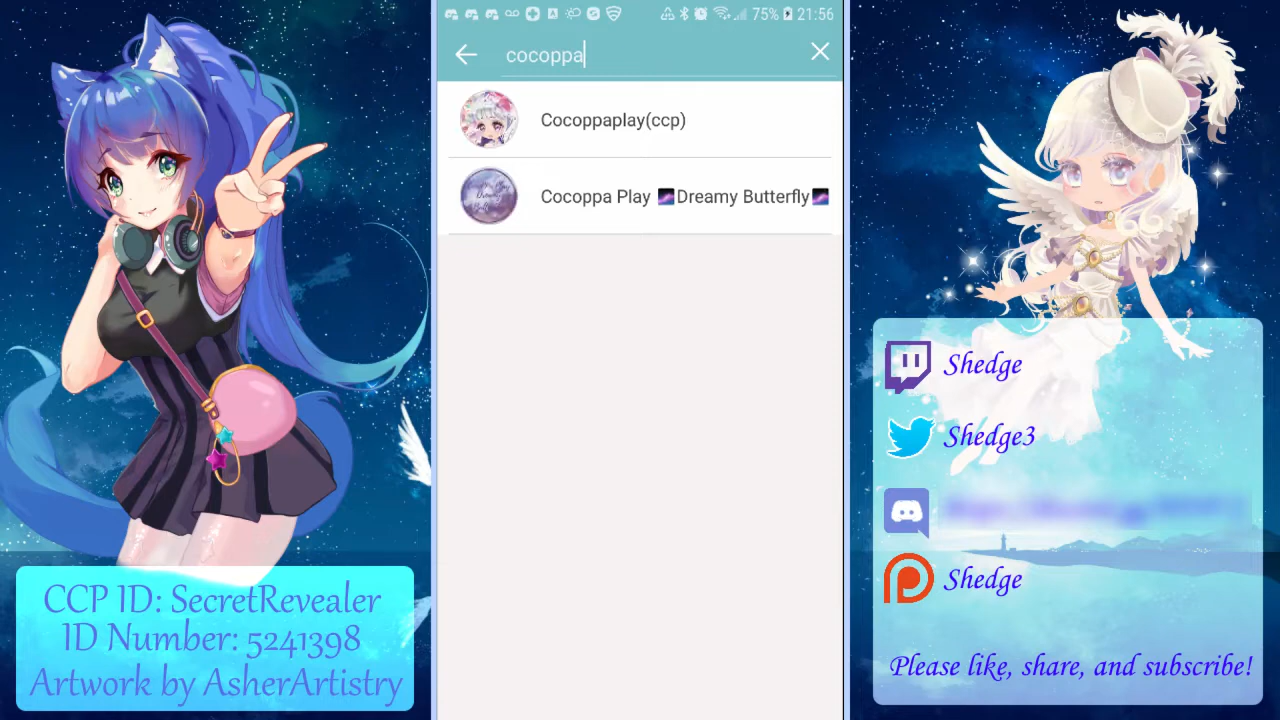 75% 21:56
cocoppa
Cocoppaplay(ccp)
Cocoppa Play Dreamy Butterfly
CCP ID: SecretRevealer
ID Number: 5241398
Artwork by AsherArtistry
Shedge
Shedge3
Shedge
Please like, share, and subscribe!